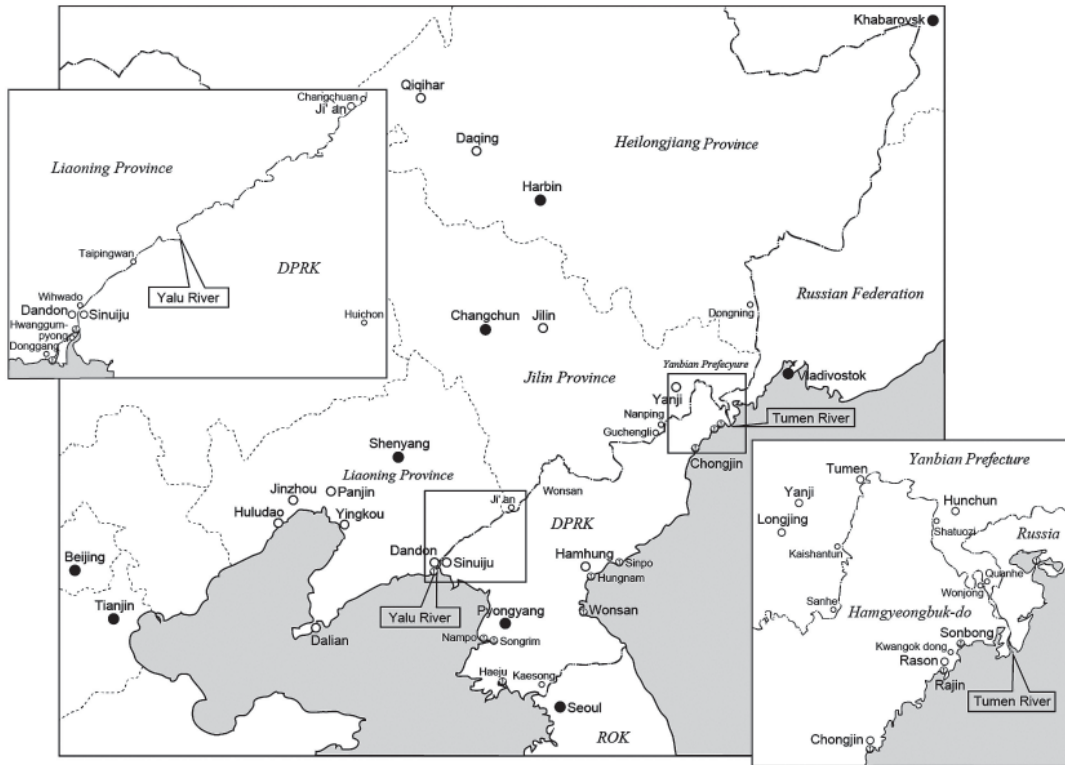 Khabarovsk
Qiqihar
Daqing
Heilongjiang Province
Harbin
Changchuan
Ji' an
Liaoning Province
Taipingwan
DPRK
Yalu River
Wihwado
Dandon
Sinuiju
Huichon
Hwanggum-
pyong
Donggang
Russian Federation
Dongning
Changchun
Jilin
Yanbian Prefecyure
Vladivostok
Jilin Province
Yanji
Nanping
Guchengli
Tumen River
Chongjin
Shenyang
Liaoning Province
Jinzhou
Panjin
Huludao
Yingkou
Ji' an
Wonsan
DPRK
Beijing
Dandon
Sinuiju
Hamhung
Sinpo
Hungnam
Tianjin
Yalu River
Pyongyang
Wonsan
Dalian
Nampo
Songrim
Haeju
Kaesong
Seoul
ROK
Yanbian Prefecture
Tumen
Yanji
Hunchun
Longjing
Shatuozi
Russia
Kaishantun
Quanhe
Wonjong
Sanhe
Hamgyeongbuk-do
Sonbong
Kwangok dong
Rason
Rajin
Tumen River
Chongjin